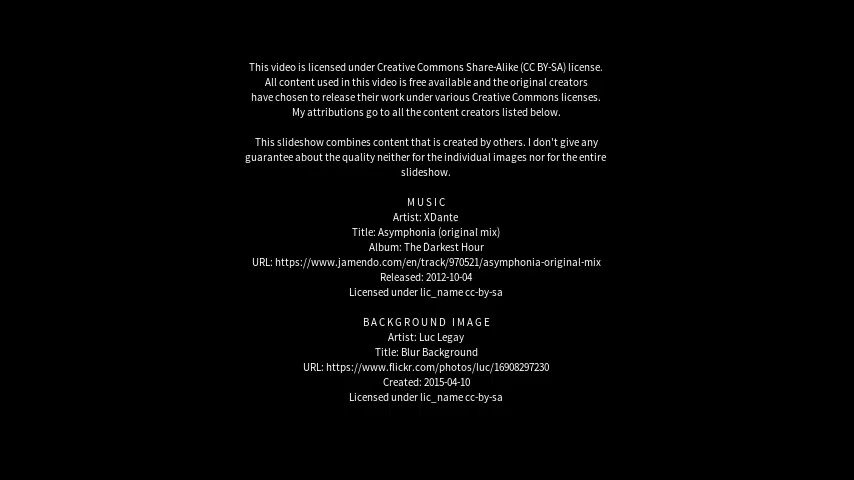 This video is licensed under Creative Commons Share-Alike (CC BY-SA) license.
All content used in this video is free available and the original creators
have chosen to release their work under various Creative Commons licenses.
My attributions go to all the content creators listed below.
This slideshow combines content that is created by others. I don't give any
guarantee about the quality neither for the individual images nor for the entire
slideshow.
MUSIC
Artist: XDante
Title: Asymphonia (original mix)
Album: The Darkest Hour
URL: https://www.jamendo.com/en/track/970521/asymphonia-original-mix
Released: 2012-10-04
Licensed under lic_name cc-by-sa
BACKGROUND IMAGE
Artist: Luc Legay
Title: Blur Background
URL: https://www.flickr.com/photos/luc/16908297230
Created: 2015-04-10
Licensed under lic_name cc-by-sa